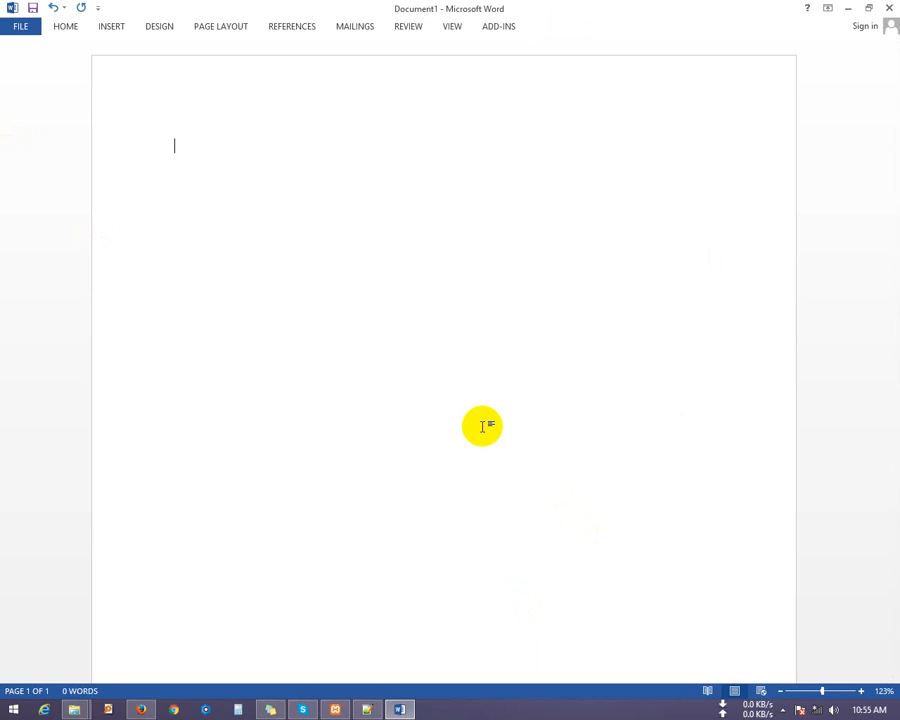 Document1 - Microsoft Word
FILE HOME INSERT DESIGN PAGE LAYOUT REFERENCES MAILINGS REVIEW VIEW ADD-INS Sign in
PAGE 1 OF 1 0 WORDS 123%
0.0 KB/s
0.0 KB/s
10:55 AM